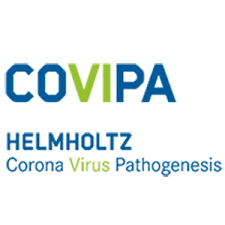 COVIPA
HELMHOLTZ
Corona Virus Pathogenesis